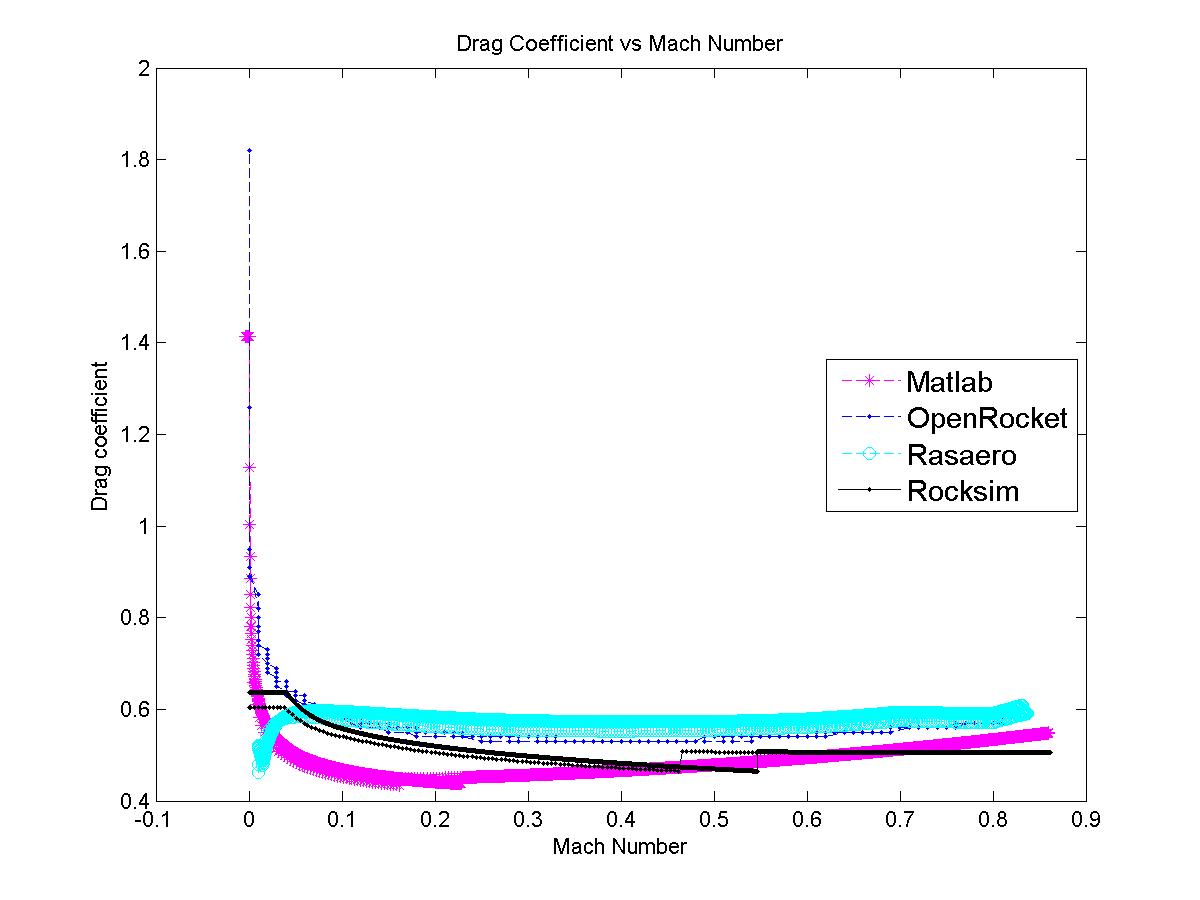 Drag Coefficient vs Mach Number
2
1.8
1.6
1.4
1.2
1
0.8
0.6
0.4
Drag coefficient
Matlab
OpenRocket
Rasaero
Rocksim
-0.1 0 0.1 0.2 0.3 0.4 0.5 0.6 0.7 0.8 0.9
Mach Number